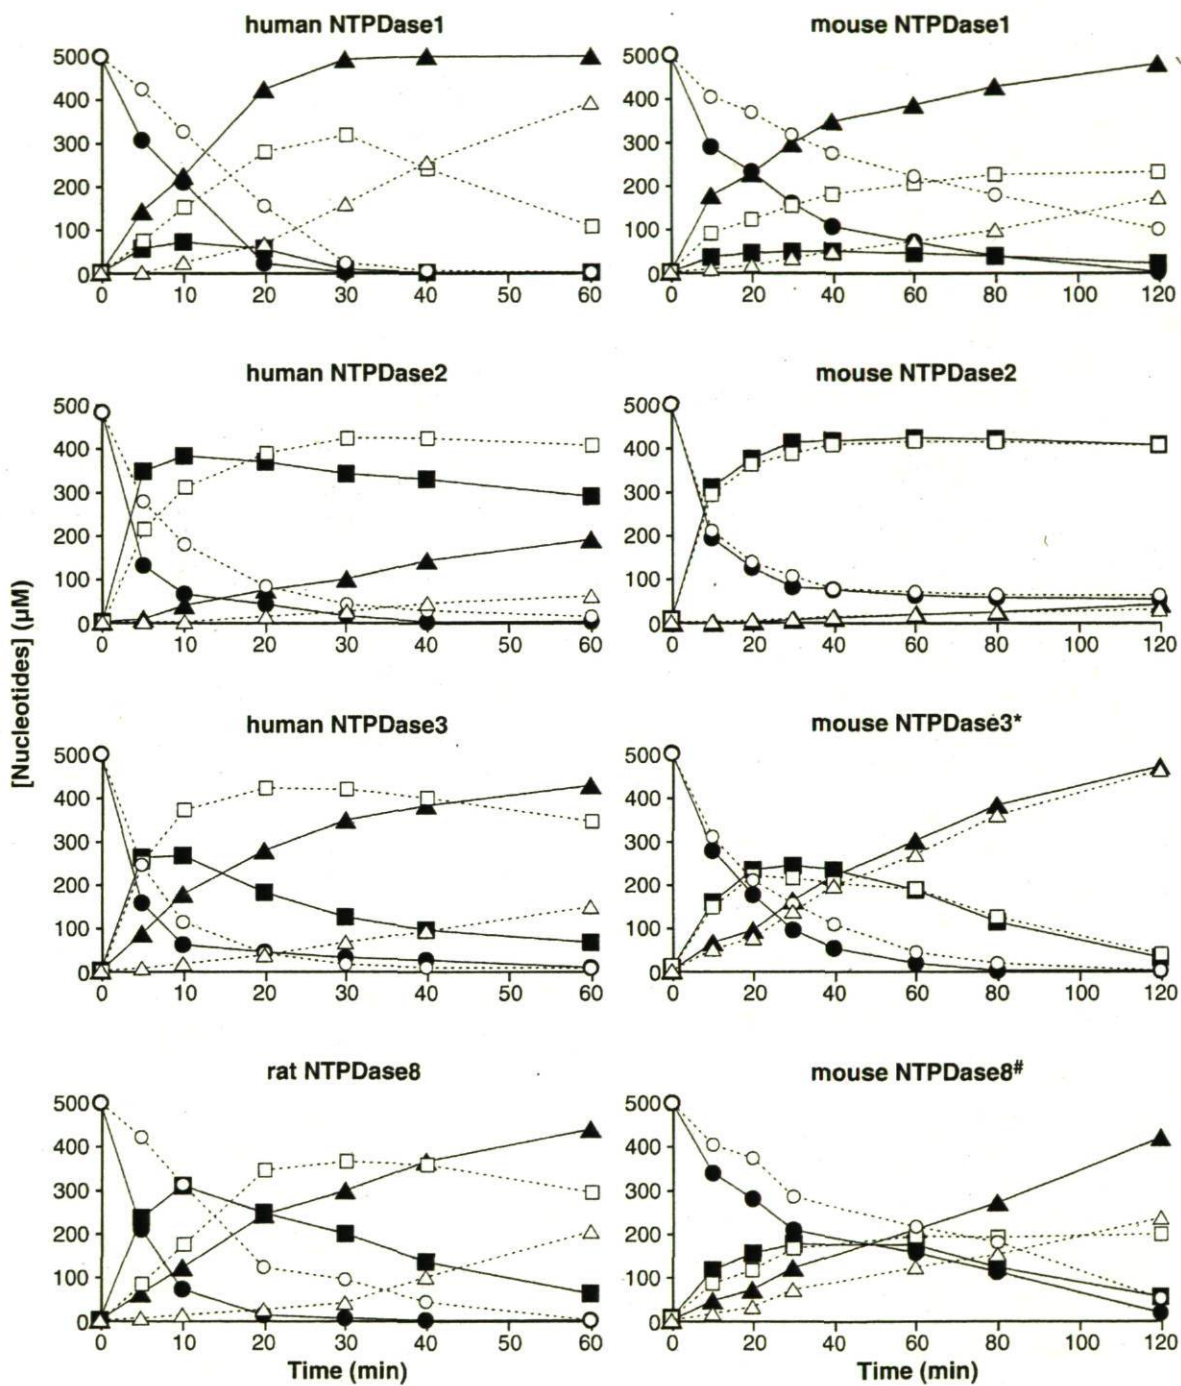 human NTPDase1
mouse NTPDase1
500
400
300
200
100
0
0 10 20 30 40 50 60
500
400
300
200
100
0
0 20 40 60 80 100 120
human NTPDase2
mouse NTPDase2
500
400
300
200
100
0
0 10 20 30 40 50 60
500
400
300
200
100
0
0 20 40 60 80 100 120
[Nucleotides] (µM)
human NTPDase3
mouse NTPDase3*
500
400
300
200
100
0
0 10 20 30 40 50 60
500
400
300
200
100
0
0 20 40 60 80 100 120
rat NTPDase8
mouse NTPDase8#
500
400
300
200
100
0
0 10 20 30 40 50 60
Time (min)
500
400
300
200
100
0
0 20 40 60 80 100 120
Time (min)